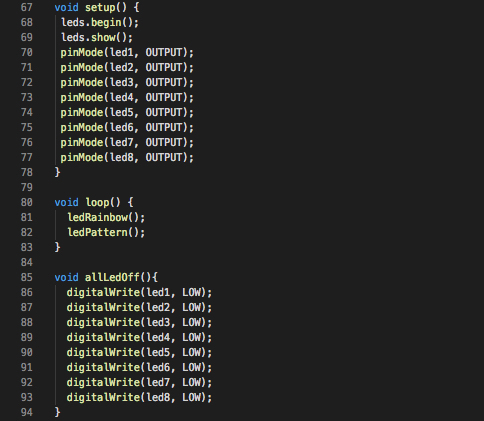 67 void setup() {
68 leds.begin();
69 leds.show();
70 pinMode(led1, OUTPUT);
71 pinMode(led2, OUTPUT);
72 pinMode(led3, OUTPUT);
73 pinMode(led4, OUTPUT);
74 pinMode(led5, OUTPUT);
75 pinMode(led6, OUTPUT);
76 pinMode(led7, OUTPUT);
77 pinMode(led8, OUTPUT);
78 }
79
80 void loop() {
81 ledRainbow();
82 ledPattern();
83 }
84
85 void allLedOff(){
86 digitalWrite(led1, LOW);
87 digitalWrite(led2, LOW);
88 digitalWrite(led3, LOW);
89 digitalWrite(led4, LOW);
90 digitalWrite(led5, LOW);
91 digitalWrite(led6, LOW);
92 digitalWrite(led7, LOW);
93 digitalWrite(led8, LOW);
94 }